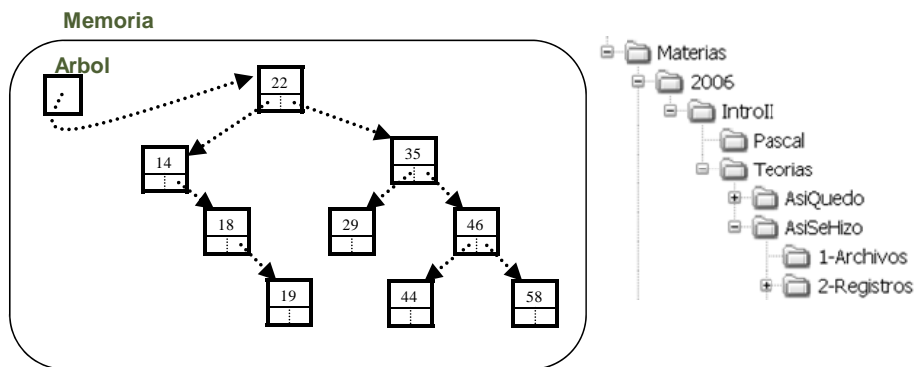 Memoria
Arbol
22
14
35
18
29
46
19
44
58
Materias
2006
IntroII
Pascal
Teorias
AsiQuedo
AsiSeHizo
1-Archivos
2-Registros